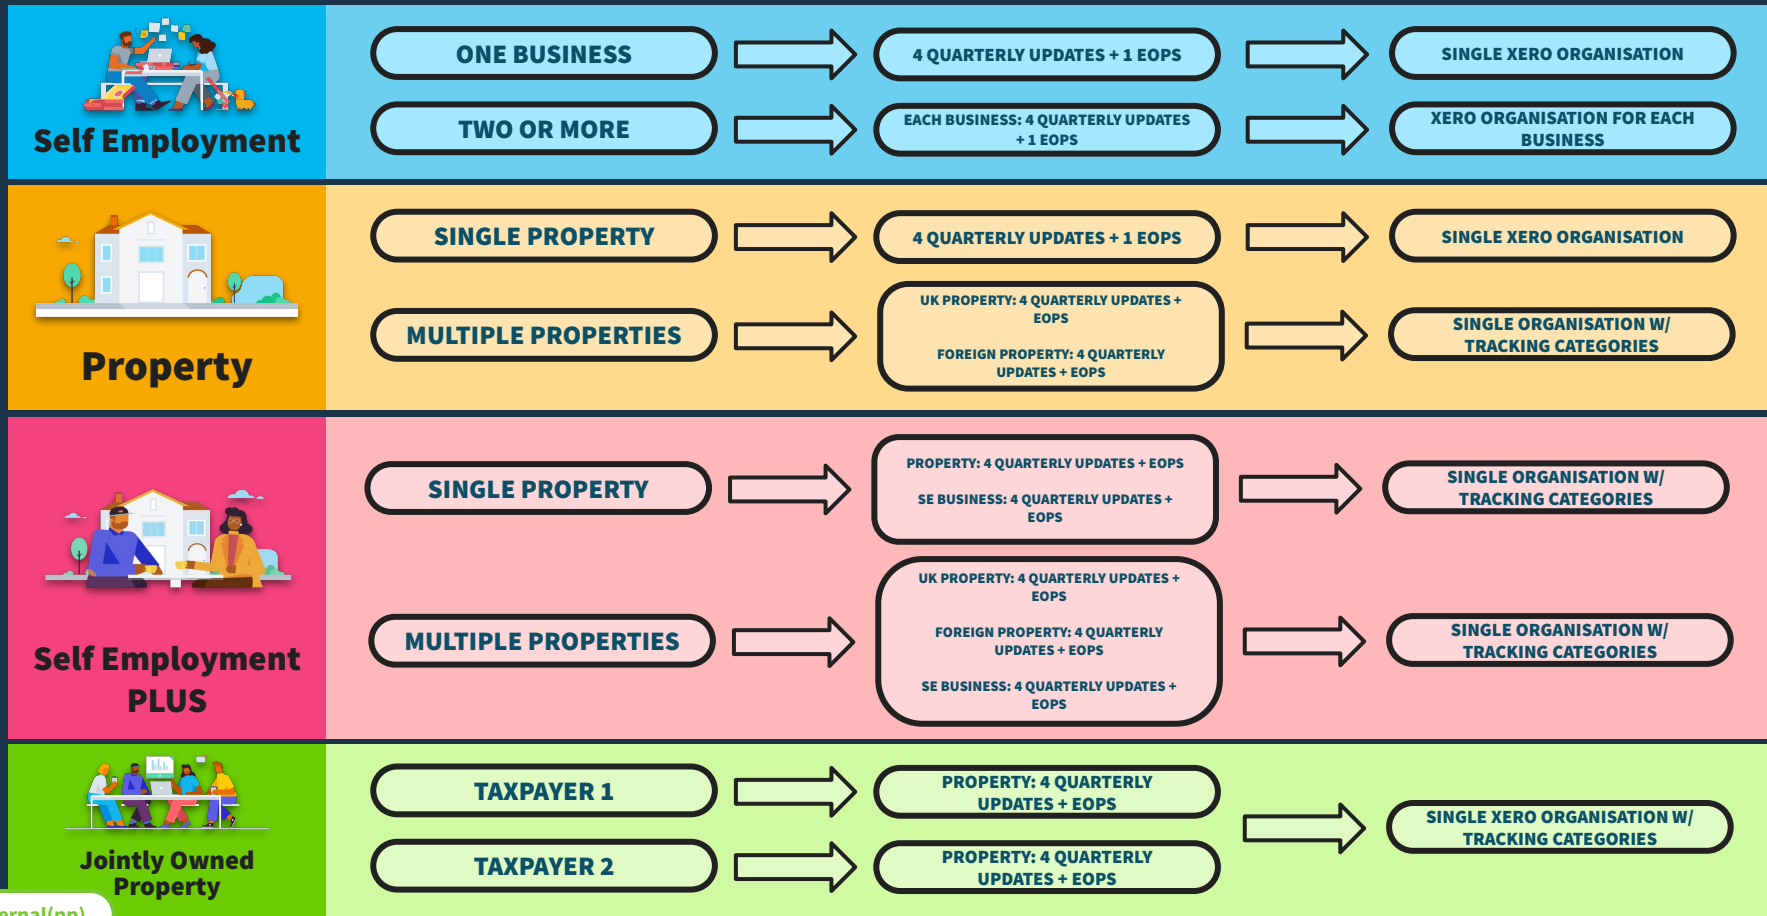 Self Employment
ONE BUSINESS
4 QUARTERLY UPDATES + 1 EOPS
SINGLE XERO ORGANISATION
TWO OR MORE
EACH BUSINESS: 4 QUARTERLY UPDATES
+ 1 EOPS
XERO ORGANISATION FOR EACH
BUSINESS
Property
SINGLE PROPERTY
4 QUARTERLY UPDATES + 1 EOPS
SINGLE XERO ORGANISATION
MULTIPLE PROPERTIES
UK PROPERTY: 4 QUARTERLY UPDATES +
EOPS
FOREIGN PROPERTY: 4 QUARTERLY
UPDATES + EOPS
SINGLE ORGANISATION W/
TRACKING CATEGORIES
Self Employment
PLUS
SINGLE PROPERTY
PROPERTY: 4 QUARTERLY UPDATES + EOPS
SE BUSINESS: 4 QUARTERLY UPDATES +
EOPS
SINGLE ORGANISATION W/
TRACKING CATEGORIES
MULTIPLE PROPERTIES
UK PROPERTY: 4 QUARTERLY UPDATES +
EOPS
FOREIGN PROPERTY: 4 QUARTERLY
UPDATES + EOPS
SE BUSINESS: 4 QUARTERLY UPDATES +
EOPS
SINGLE ORGANISATION W/
TRACKING CATEGORIES
Jointly Owned
Property
TAXPAYER 1
PROPERTY: 4 QUARTERLY
UPDATES + EOPS
TAXPAYER 2
PROPERTY: 4 QUARTERLY
UPDATES + EOPS
SINGLE XERO ORGANISATION W/
TRACKING CATEGORIES